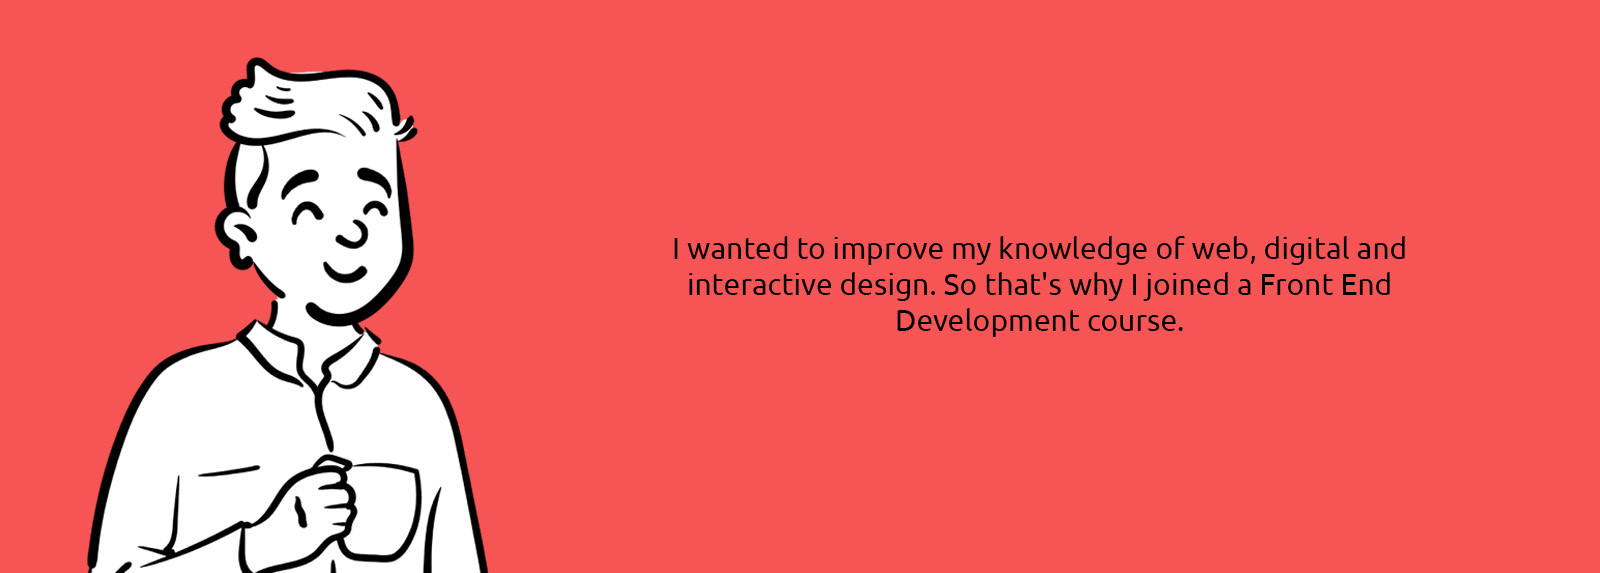 I wanted to improve my knowledge of web, digital and
interactive design. So that's why I joined a Front End
Development course.